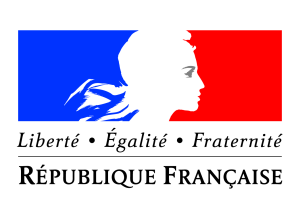 Liberté • Égalité • Fraternité
RÉPUBLIQUE FRANÇAISE